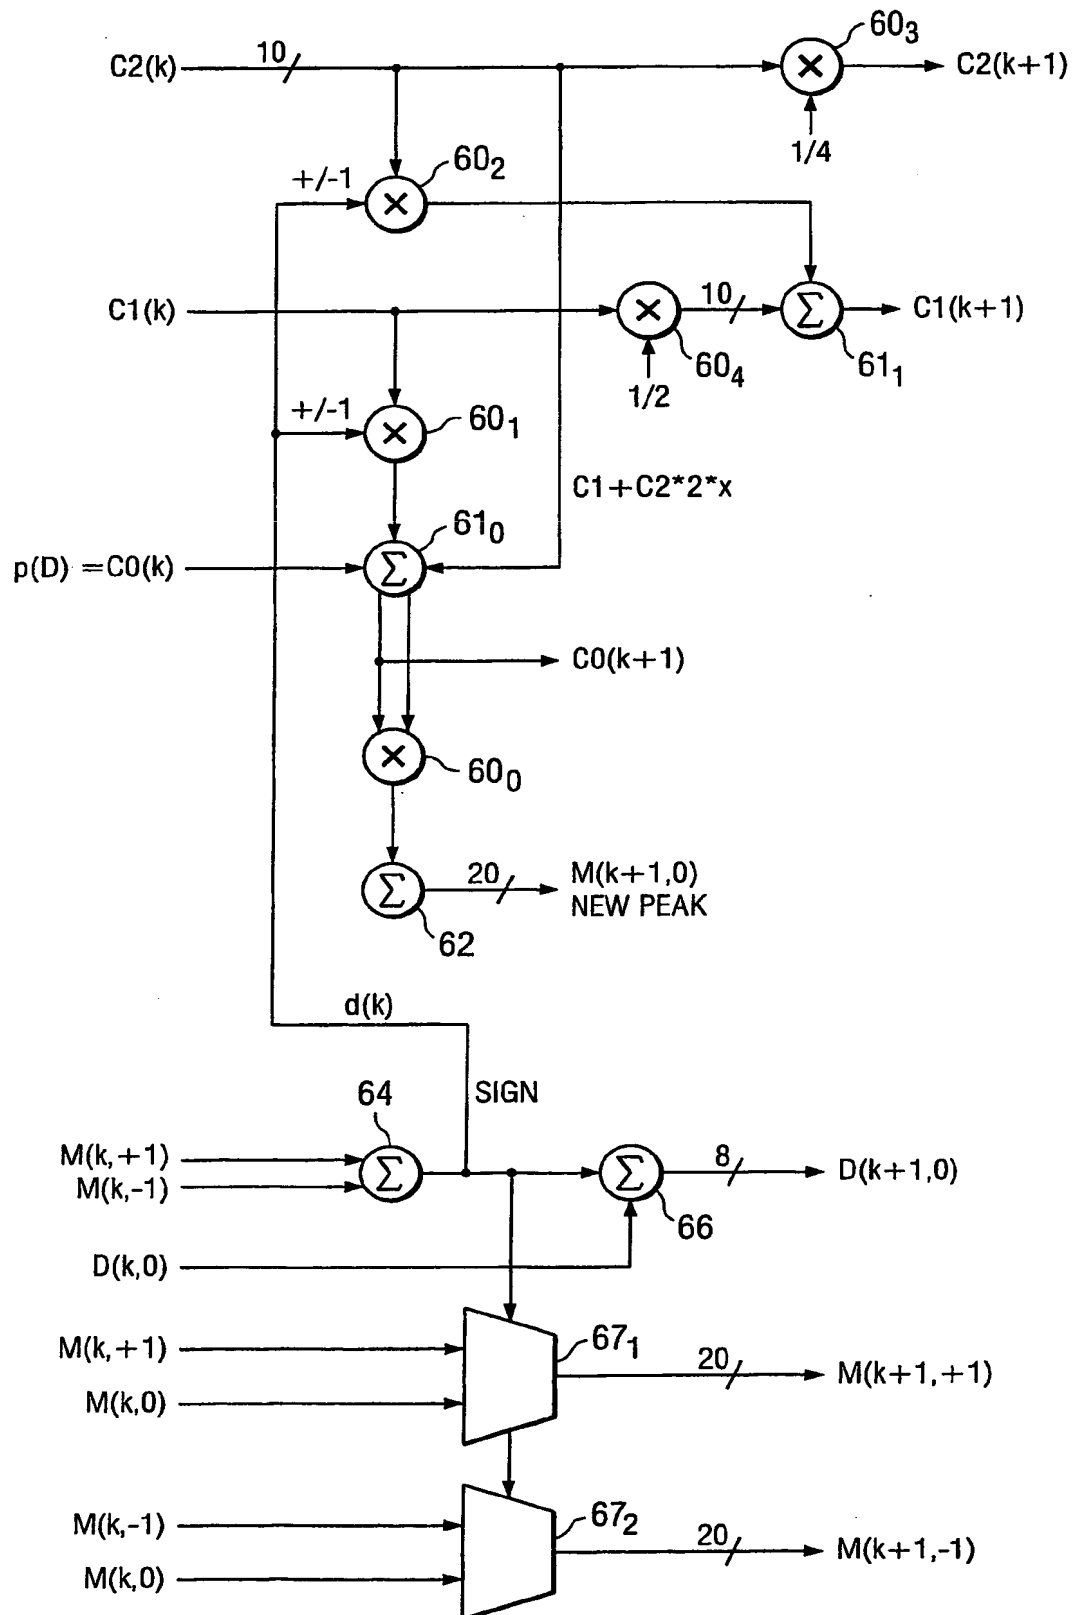 C2(k) 10 60₃ C2(k+1)
1/4
+/-1 60₂
C1(k) 10 C1(k+1)
60₄ 61₁
1/2
+/-1 60₁
C1+C2*2*x
61₀
p(D) =C0(k)
C0(k+1)
60₀
20 M(k+1,0)
NEW PEAK
62
d(k)
SIGN
64
M(k,+1) 8 D(k+1,0)
M(k,-1)
66
D(k,0)
M(k,+1) 67₁
20 M(k+1,+1)
M(k,0)
M(k,-1) 67₂
20 M(k+1,-1)
M(k,0)